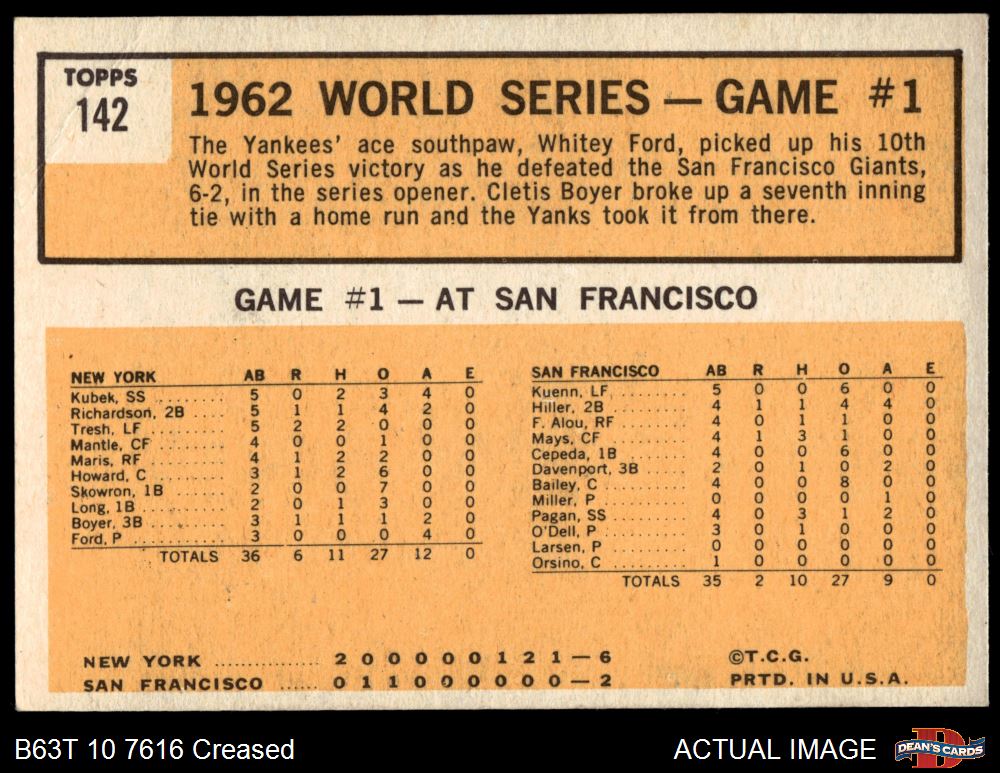 TOPPS
142
1962 WORLD SERIES — GAME #1
The Yankees' ace southpaw, Whitey Ford, picked up his 10th
World Series victory as he defeated the San Francisco Giants,
6-2, in the series opener. Cletis Boyer broke up a seventh inning
tie with a home run and the Yanks took it from there.
GAME #1 — AT SAN FRANCISCO
NEW YORK AB R H O A E
Kubek, SS ........ 5 0 2 3 4 0
Richardson, 2B .... 5 1 1 4 2 0
Tresh, LF ......... 5 2 2 0 0 0
Mantle, CF ........ 4 0 0 1 0 0
Maris, RF ......... 4 1 2 2 0 0
Howard, C ........ 3 1 2 6 0 0
Skowron, 1B ...... 2 0 0 7 0 0
Long, 1B .......... 2 0 1 3 0 0
Boyer, 3B ......... 3 1 1 1 2 0
Ford, P ........... 3 0 0 0 4 0
TOTALS 36 6 11 27 12 0
SAN FRANCISCO AB R H O A E
Kuenn, LF ......... 5 0 0 6 0 0
Hiller, 2B ......... 4 1 1 4 4 0
F. Alou, RF ....... 4 0 1 1 0 0
Mays, CF .......... 4 1 3 1 0 0
Cepeda, 1B ....... 4 0 0 6 0 0
Davenport, 3B ..... 2 0 1 0 2 0
Bailey, C .......... 4 0 0 8 0 0
Miller, P .......... 0 0 0 0 1 0
Pagan, SS ......... 4 0 3 1 2 0
O'Dell, P .......... 3 0 1 0 0 0
Larsen, P ......... 0 0 0 0 0 0
Orsino, C ......... 1 0 0 0 0 0
TOTALS 35 2 10 27 9 0
NEW YORK .............. 2 0 0 0 0 0 1 2 1 — 6
SAN FRANCISCO ...... 0 1 1 0 0 0 0 0 0 — 2
©T.C.G.
PRTD. IN U.S.A.
B63T 10 7616 Creased
ACTUAL IMAGE
DEAN'S CARDS